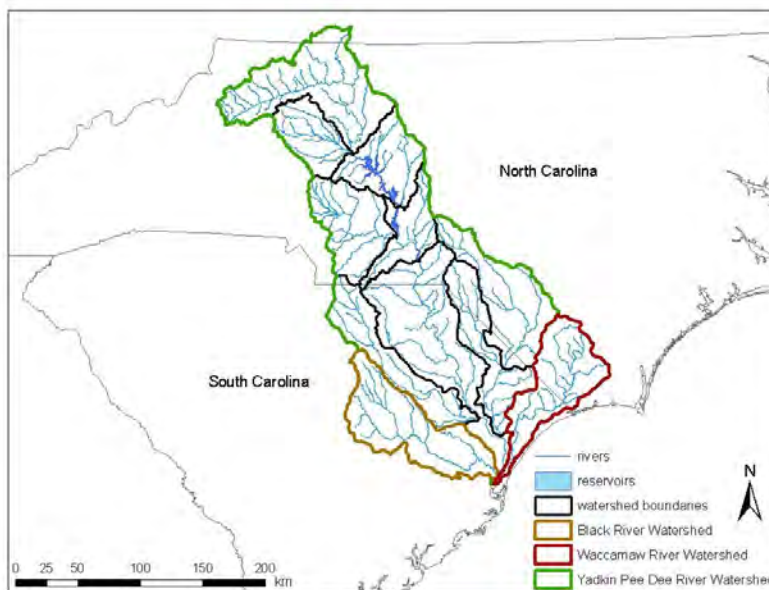 North Carolina
South Carolina
rivers
reservoirs
watershed boundaries
Black River Watershed
Waccamaw River Watershed
Yadkin Pee Dee River Watershed
N
0 25 50 100 150 200
km